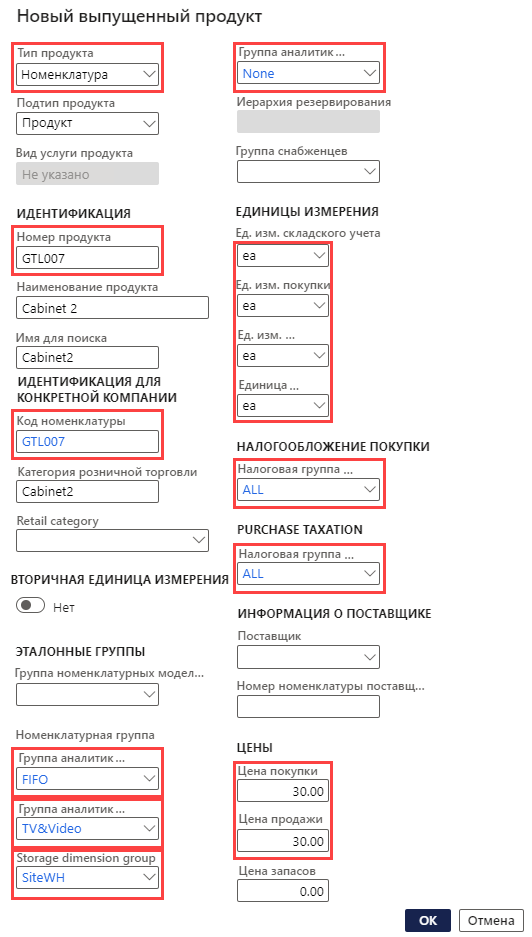 Новый выпущенный продукт
Тип продукта
Номенклатура
Подтип продукта
Продукт
Вид услуги продукта
Не указано
ИДЕНТИФИКАЦИЯ
Номер продукта
GTL007
Наименование продукта
Cabinet 2
Имя для поиска
Cabinet2
ИДЕНТИФИКАЦИЯ ДЛЯ
КОНКРЕТНОЙ КОМПАНИИ
Код номенклатуры
GTL007
Категория розничной торговли
Cabinet2
Retail category
ВТОРИЧНАЯ ЕДИНИЦА ИЗМЕРЕНИЯ
Нет
ЭТАЛОННЫЕ ГРУППЫ
Группа номенклатурных модел...
Номенклатурная группа
Группа аналитик ...
FIFO
Группа аналитик ...
TV&Video
Storage dimension group
SiteWH
Группа аналитик ...
None
Иерархия резервирования
Группа снабженцев
ЕДИНИЦЫ ИЗМЕРЕНИЯ
Ед. изм. складского учета
ea
Ед. изм. покупки
ea
Ед. изм. ...
ea
Единица ...
ea
НАЛОГООБЛОЖЕНИЕ ПОКУПКИ
Налоговая группа ...
ALL
PURCHASE TAXATION
Налоговая группа ...
ALL
ИНФОРМАЦИЯ О ПОСТАВЩИКЕ
Поставщик
Номер номенклатуры поставщ...
ЦЕНЫ
Цена покупки
30.00
Цена продажи
30.00
Цена запасов
0.00
ОК
Отмена